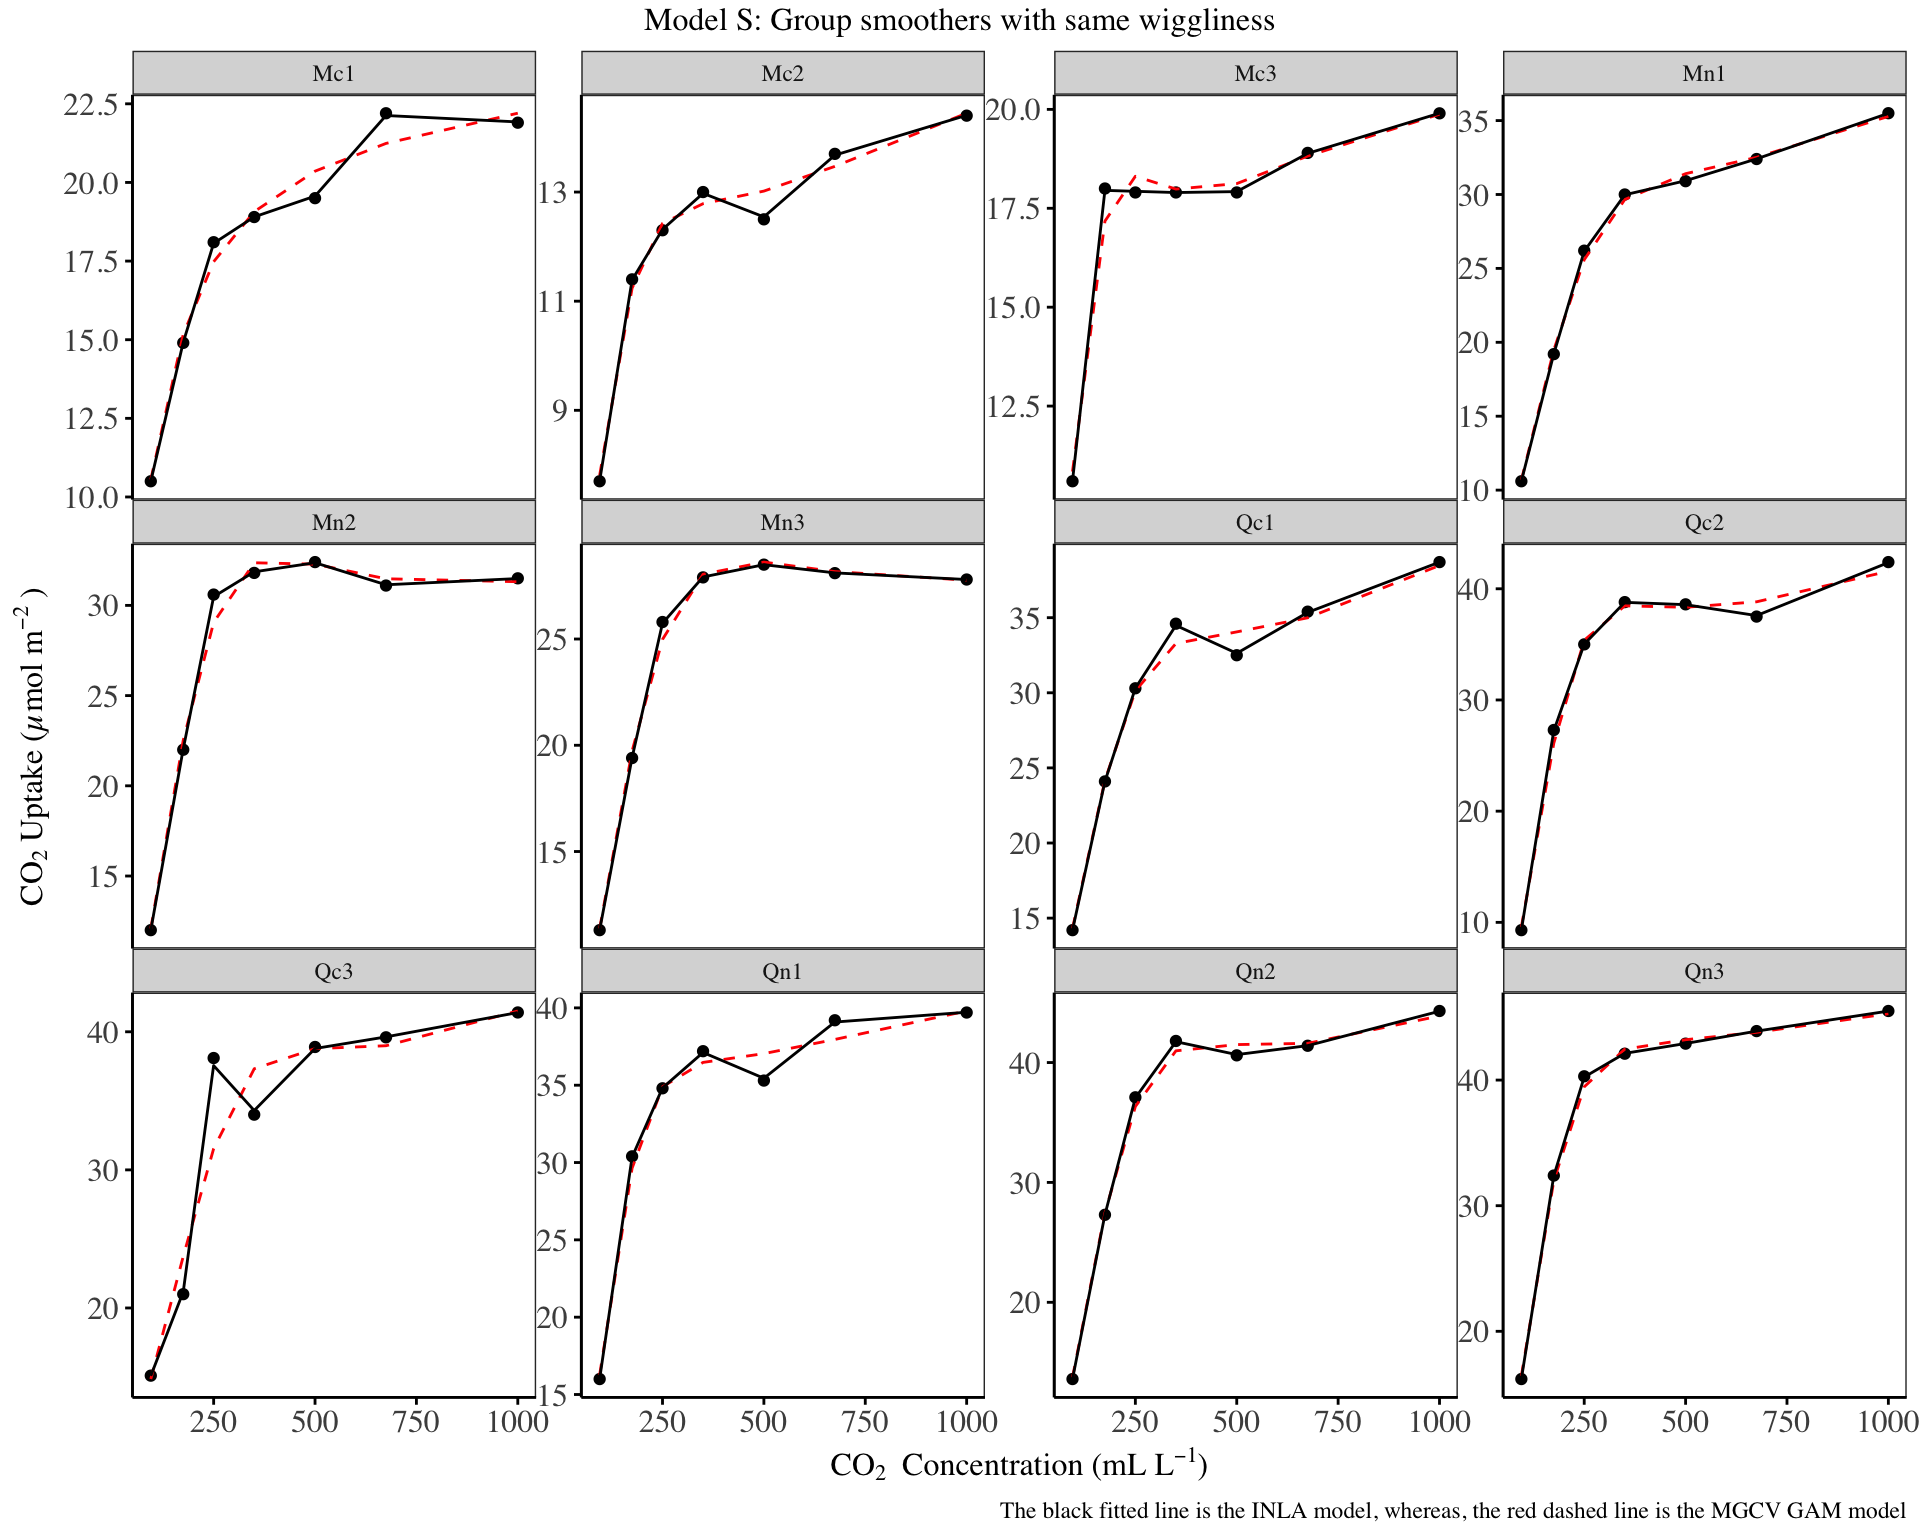 Model S: Group smoothers with same wiggliness
Mc1 Mc2 Mc3 Mn1
22.5 20.0 17.5 15.0 12.5 10.0
13 11 9
20.0 17.5 15.0 12.5
35 30 25 20 15 10
Mn2 Mn3 Qc1 Qc2
30 25 20 15
25 20 15
35 30 25 20 15
40 30 20 10
Qc3 Qn1 Qn2 Qn3
40 30 20
40 35 30 25 20 15
40 30 20
40 30 20
250 500 750 1000 250 500 750 1000 250 500 750 1000 250 500 750 1000
CO₂ Uptake (μmol m⁻²)
CO₂ Concentration (mL L⁻¹)
The black fitted line is the INLA model, whereas, the red dashed line is the MGCV GAM model